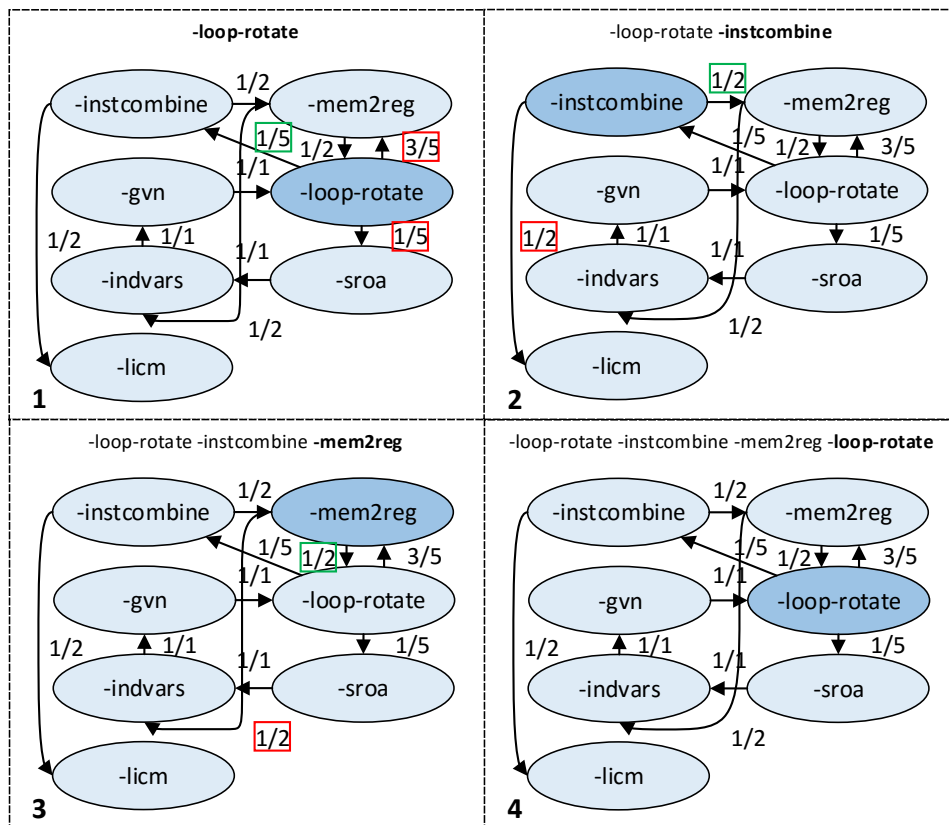 -loop-rotate
1/2
-instcombine
-mem2reg
1/5
1/2
3/5
1/1
-gvn
-loop-rotate
1/2
1/1
1/1
1/5
-indvars
-sroa
1/2
-licm
1
-loop-rotate -instcombine
1/2
-instcombine
-mem2reg
1/5
1/2
3/5
1/1
-gvn
-loop-rotate
1/2
1/1
1/1
1/5
-indvars
-sroa
1/2
-licm
2
-loop-rotate -instcombine -mem2reg
1/2
-instcombine
-mem2reg
1/5
1/2
3/5
1/1
-gvn
-loop-rotate
1/2
1/1
1/1
1/5
-indvars
-sroa
1/2
-licm
3
-loop-rotate -instcombine -mem2reg -loop-rotate
1/2
-instcombine
-mem2reg
1/5
1/2
3/5
1/1
-gvn
-loop-rotate
1/2
1/1
1/1
1/5
-indvars
-sroa
1/2
-licm
4